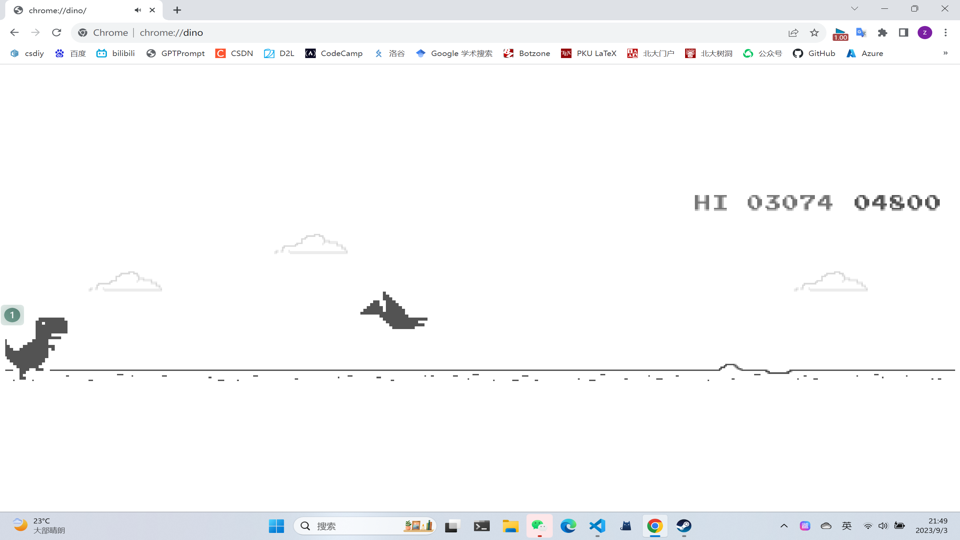 chrome://dino/
Chrome | chrome://dino
1.00
z
csdiy 百度 bilibili GPTPrompt CSDN D2L CodeCamp 洛谷 Google 学术搜索 Botzone PKU LaTeX 北大门户 北大树洞 公众号 GitHub Azure »
HI 03074 04800
1
23°C
大部晴朗
搜索
英
21:49
2023/9/3